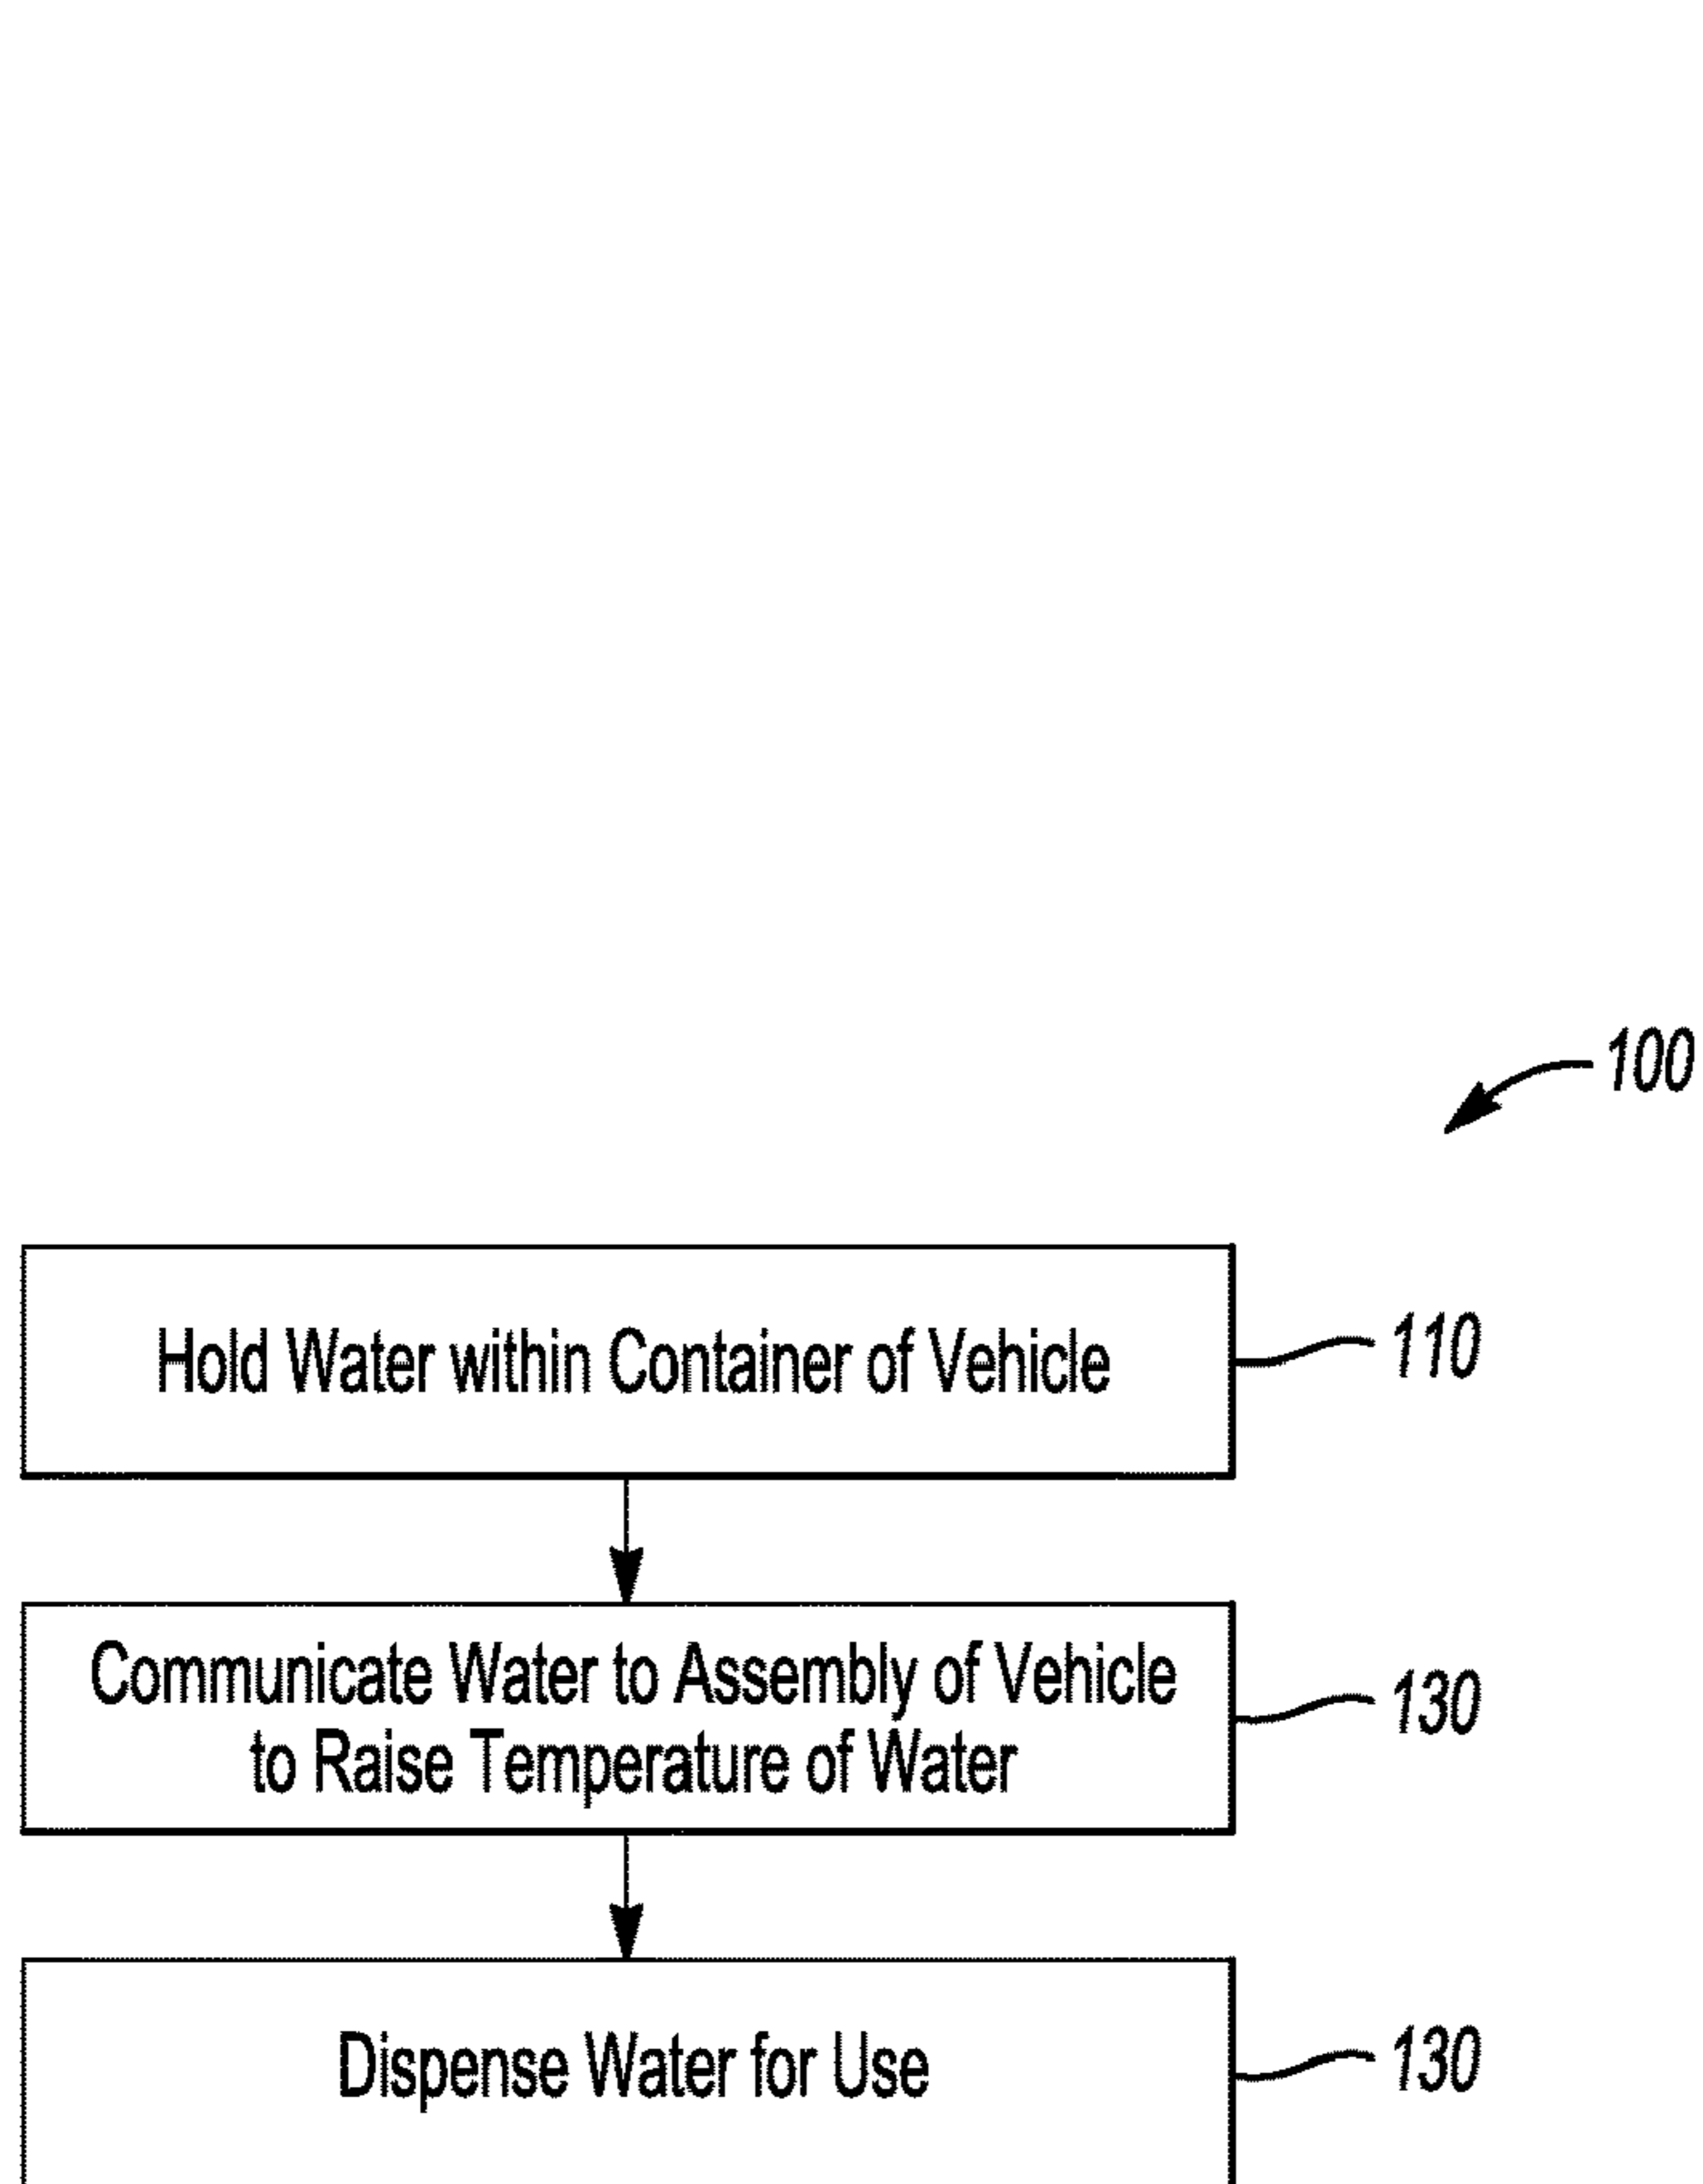 100
Hold Water within Container of Vehicle
110
Communicate Water to Assembly of Vehicle
to Raise Temperature of Water
130
Dispense Water for Use
130